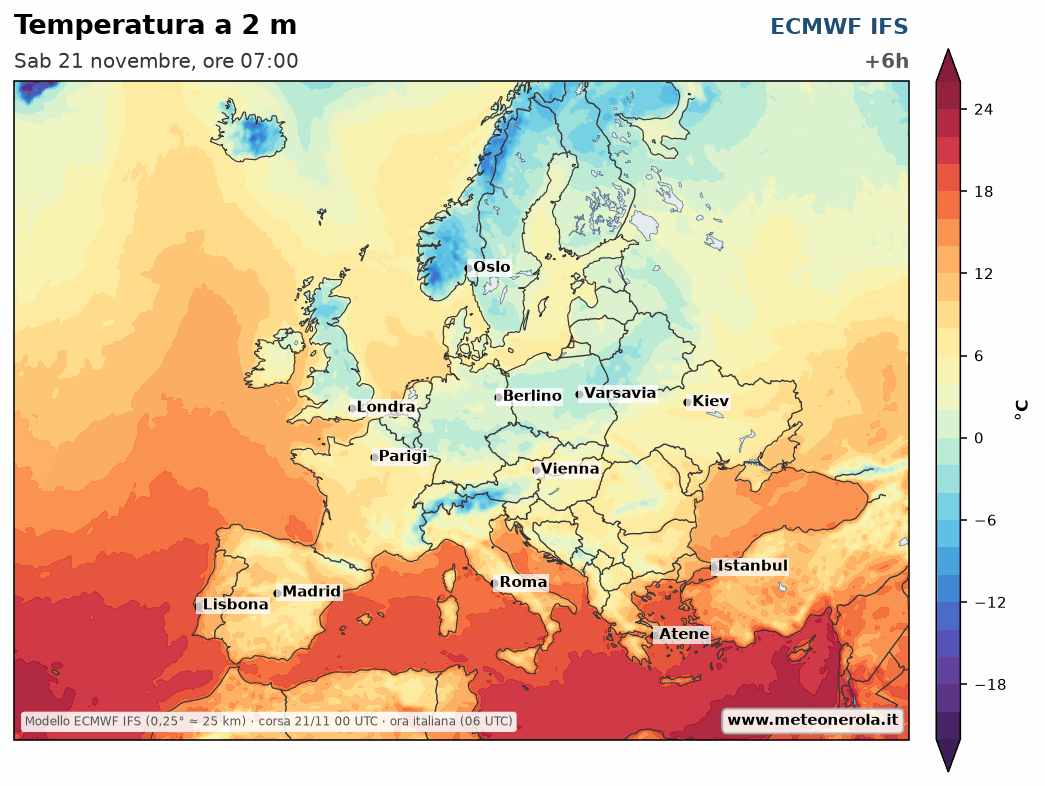 Temperatura a 2 m
ECMWF IFS
Sab 21 novembre, ore 07:00
+6h
24
18
12
6
0
−6
−12
−18
°C
Oslo
Berlino
Varsavia
Kiev
Londra
Parigi
Vienna
Istanbul
Roma
Madrid
Lisbona
Atene
Modello ECMWF IFS (0,25° ≈ 25 km) · corsa 21/11 00 UTC · ora italiana (06 UTC)
www.meteonerola.it